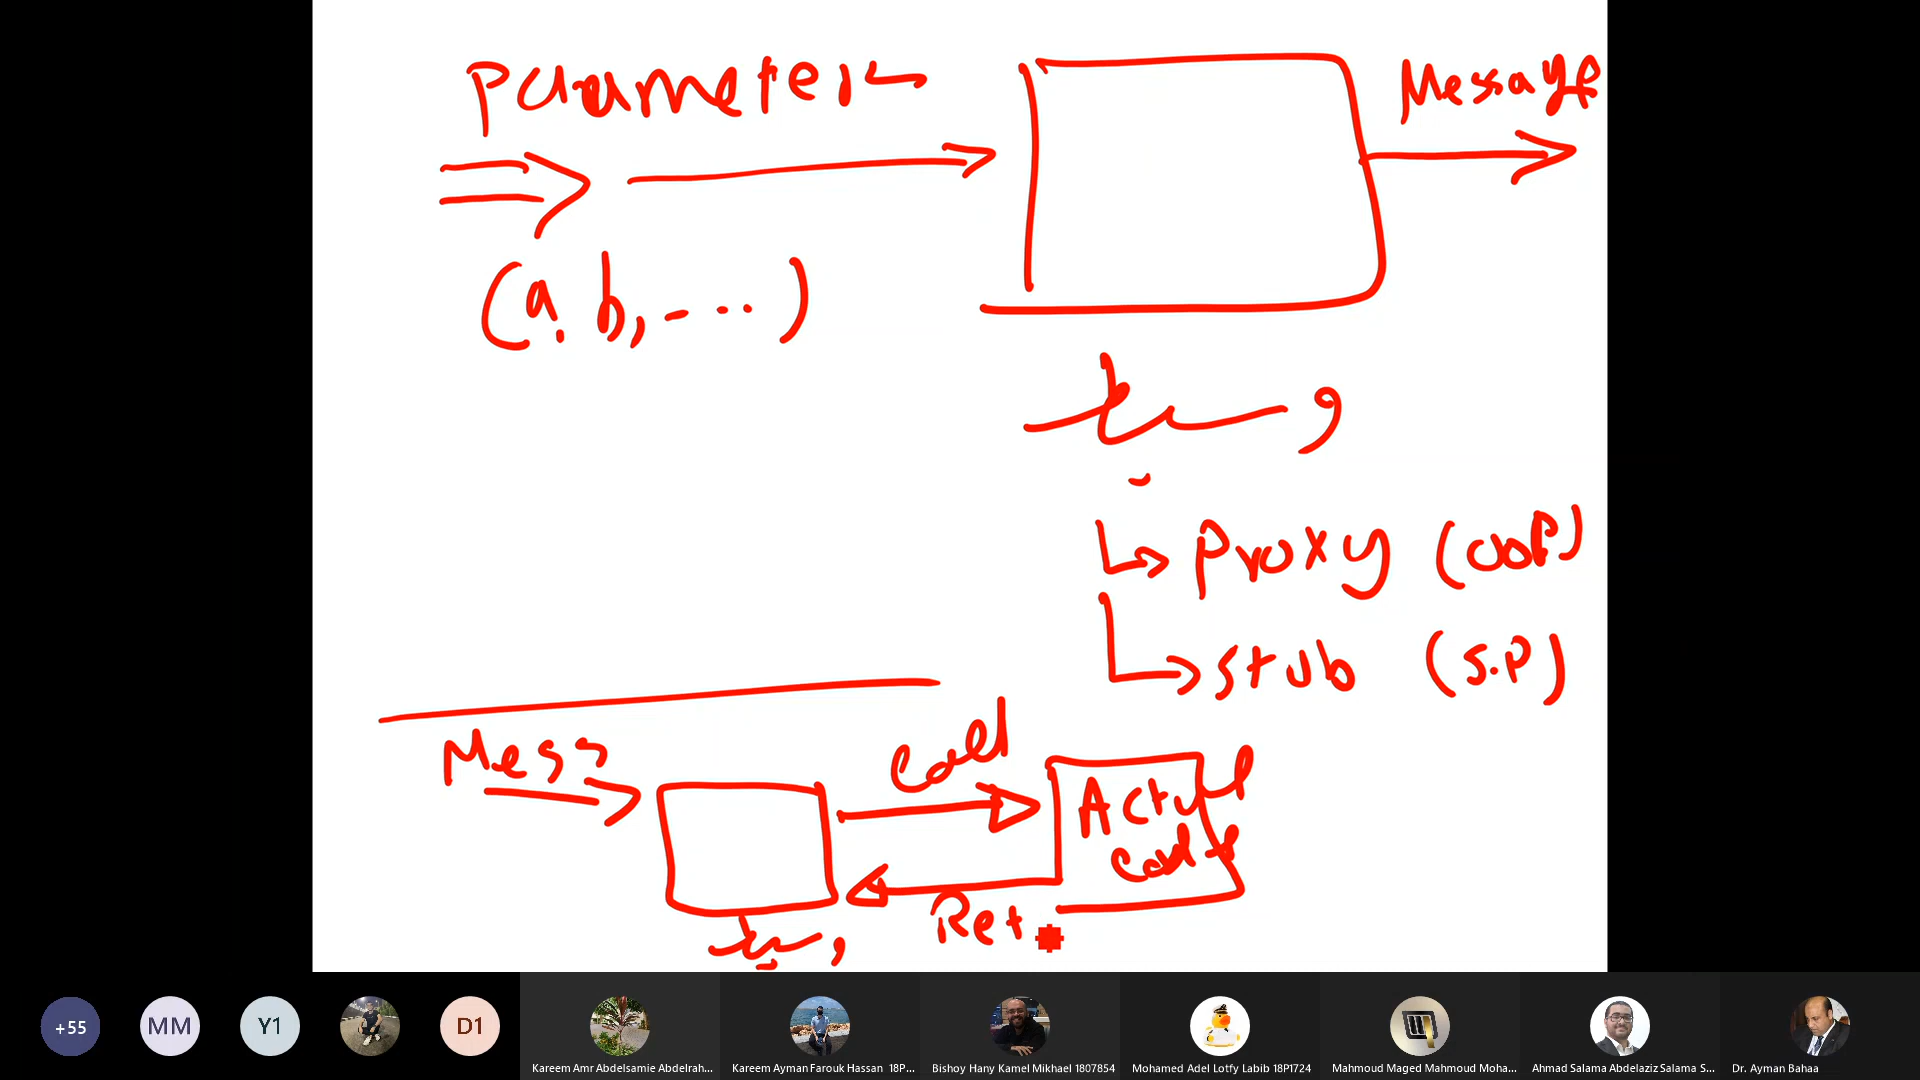 Parameters
Message
(a, b, - ...)
وسيط
Proxy (OOP)
Stub (S.P)
Mess
Call
Actual
Code
Ret
وسيط
+55
MM
Y1
D1
Kareem Amr Abdelsamie Abdelrah...
Kareem Ayman Farouk Hassan 18P...
Bishoy Hany Kamel Mikhael 1807854
Mohamed Adel Lotfy Labib 18P1724
Mahmoud Maged Mahmoud Moha...
Ahmad Salama Abdelaziz Salama S...
Dr. Ayman Bahaa